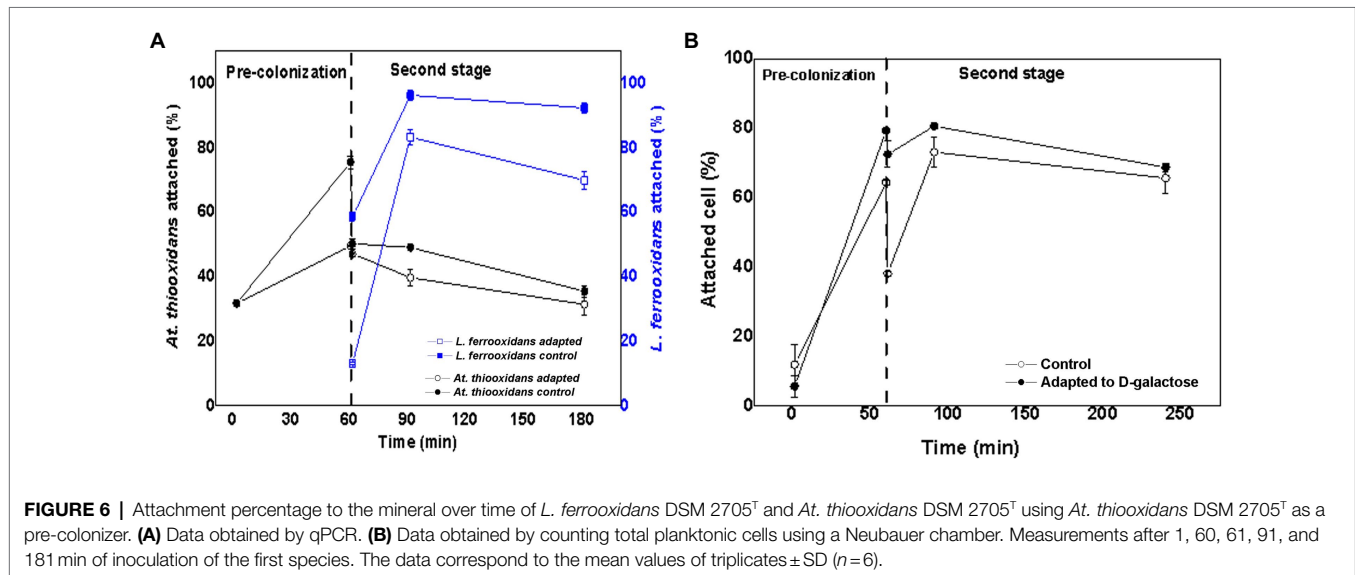 A
Pre-colonization
Second stage
At. thiooxidans attached (%)
100
80
60
40
20
0
L. ferrooxidans attached (%)
100
80
60
40
20
0
L. ferrooxidans adapted
L. ferrooxidans control
At. thiooxidans adapted
At. thiooxidans control
0 30 60 90 120 150 180
Time (min)
B
Pre-colonization
Second stage
Attached cell (%)
100
80
60
40
20
0
Control
Adapted to D-galactose
0 50 100 150 200 250
Time (min)
FIGURE 6 | Attachment percentage to the mineral over time of L. ferrooxidans DSM 2705ᵀ and At. thiooxidans DSM 2705ᵀ using At. thiooxidans DSM 2705ᵀ as a
pre-colonizer. (A) Data obtained by qPCR. (B) Data obtained by counting total planktonic cells using a Neubauer chamber. Measurements after 1, 60, 61, 91, and
181 min of inoculation of the first species. The data correspond to the mean values of triplicates ± SD (n = 6).